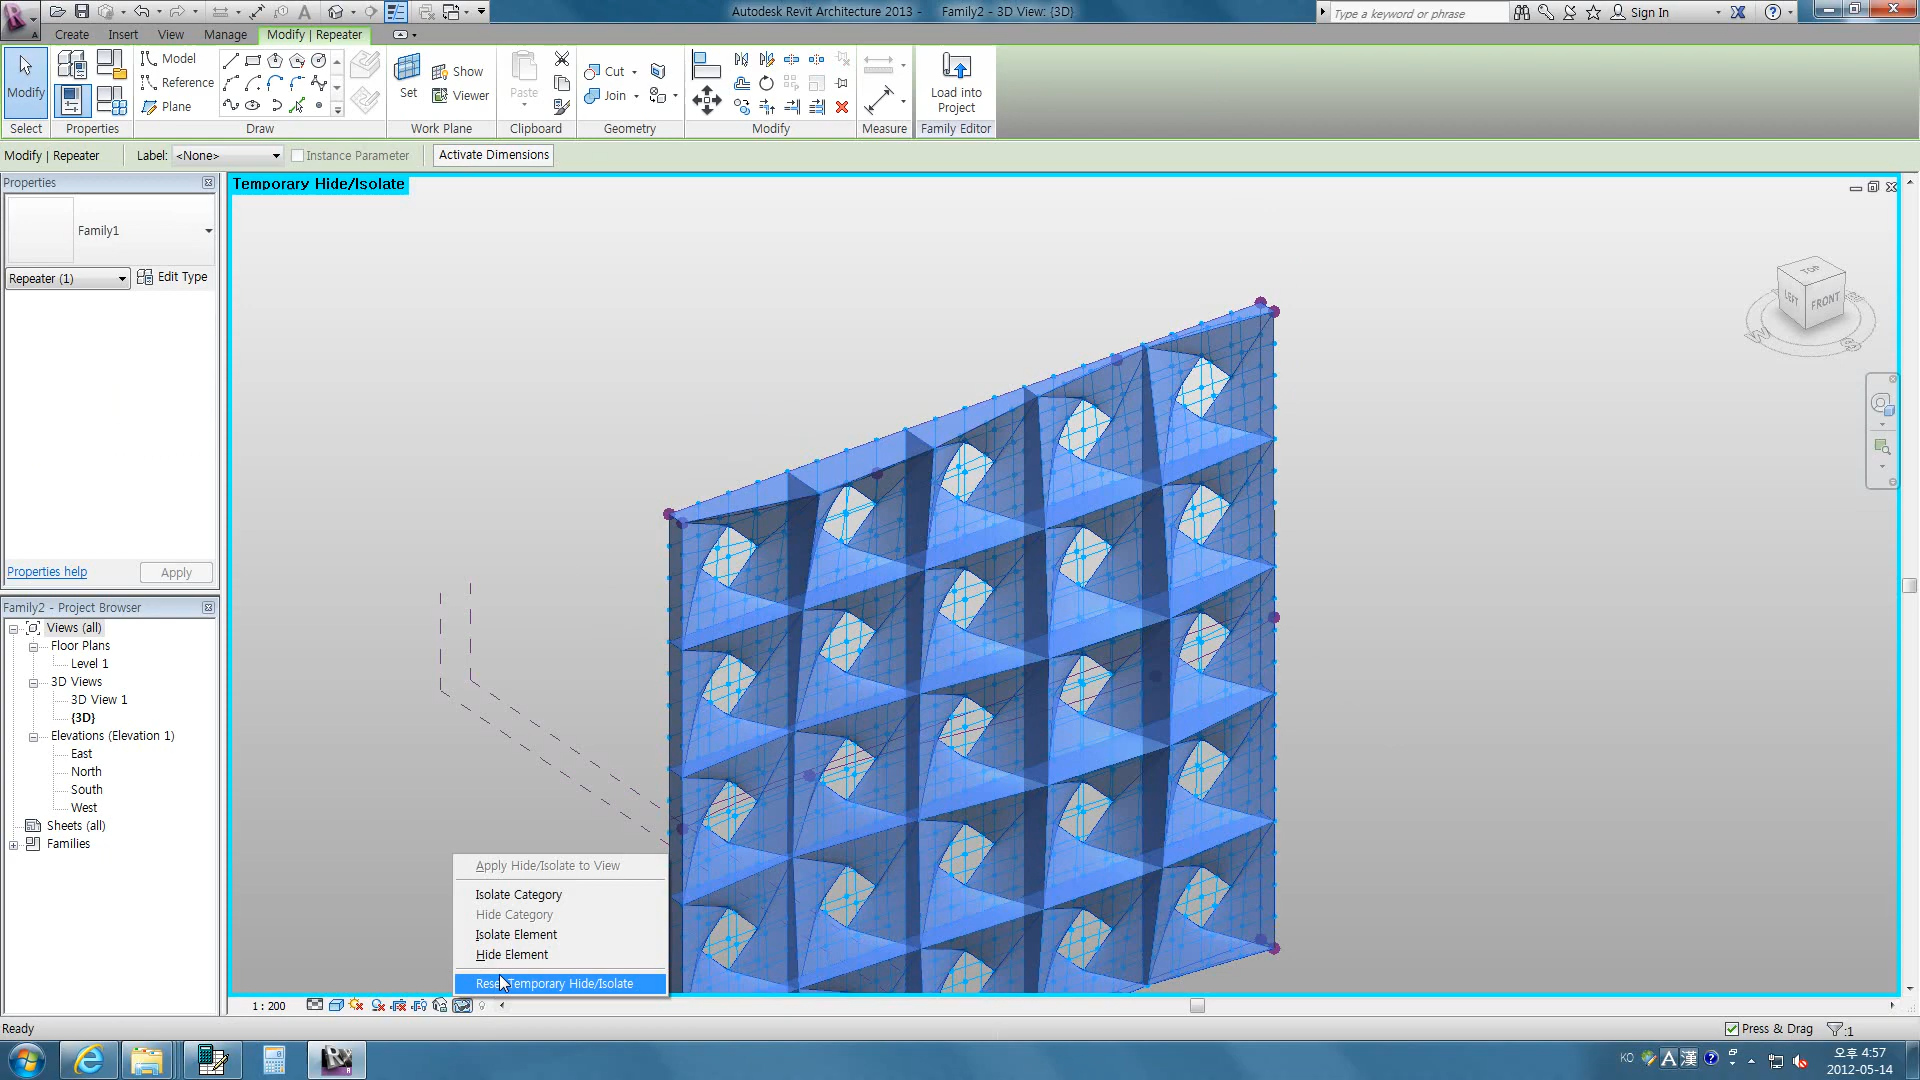 Autodesk Revit Architecture 2013 - Family2 - 3D View: {3D}
Type a keyword or phrase
Sign In
Create Insert View Manage Modify | Repeater
Modify
Model
Reference
Plane
Set
Show
Viewer
Paste
Cut
Join
Load into
Project
Select Properties Draw Work Plane Clipboard Geometry Modify Measure Family Editor
Modify | Repeater Label: <None> Instance Parameter Activate Dimensions
Properties
Family1
Repeater (1) Edit Type
Properties help Apply
Family2 - Project Browser
Views (all)
Floor Plans
Level 1
3D Views
3D View 1
{3D}
Elevations (Elevation 1)
East
North
South
West
Sheets (all)
Families
Temporary Hide/Isolate
TOP
LEFT
FRONT
W
S
Apply Hide/Isolate to View
Isolate Category
Hide Category
Isolate Element
Hide Element
Reset Temporary Hide/Isolate
1 : 200
Ready
Press & Drag
:1
KO A 漢
오후 4:57
2012-05-14